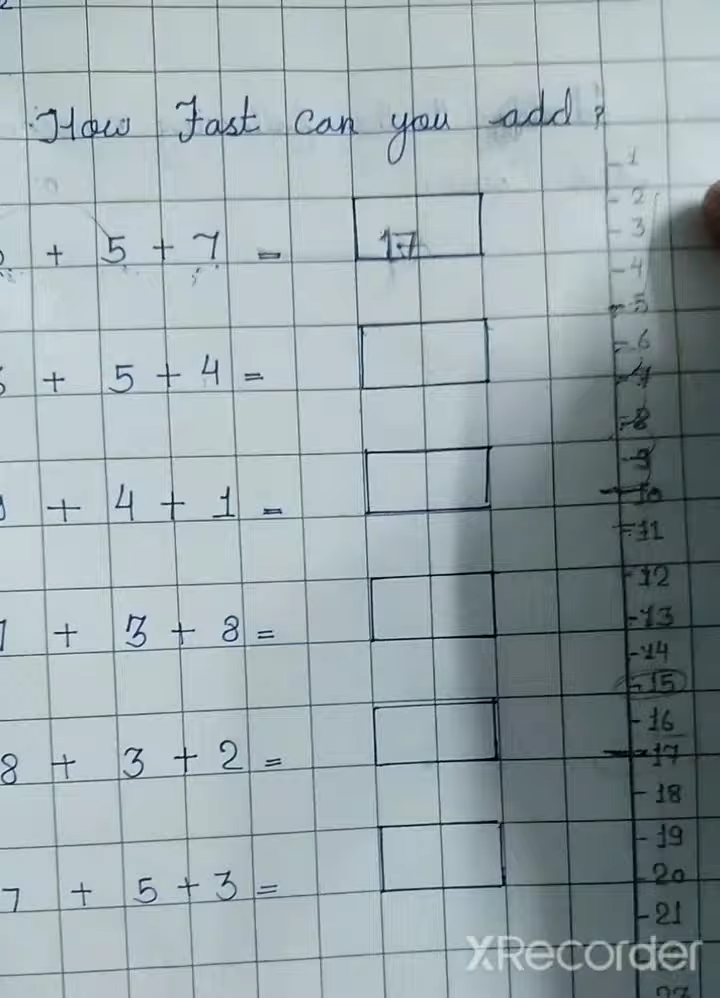 How Fast can you add?
+ 5 + 7 = 17
+ 5 + 4 =
+ 4 + 1 =
+ 3 + 8 =
8 + 3 + 2 =
7 + 5 + 3 =
- 1
- 2
- 3
- 4
- 5
- 6
- 7
- 8
- 9
- 10
- 11
- 12
- 13
- 14
- 15
- 16
- 17
- 18
- 19
- 20
- 21
XRecorder